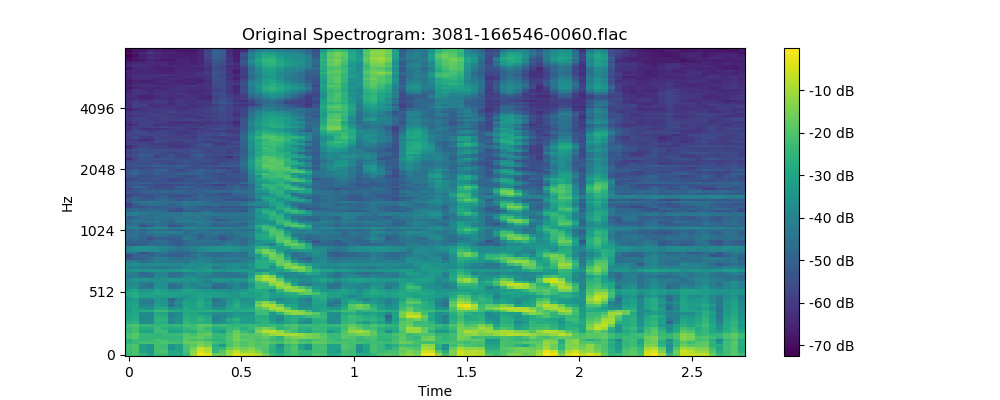 Original Spectrogram: 3081-166546-0060.flac
Hz
4096
2048
1024
512
0
0
0.5
1
1.5
2
2.5
Time
-10 dB
-20 dB
-30 dB
-40 dB
-50 dB
-60 dB
-70 dB